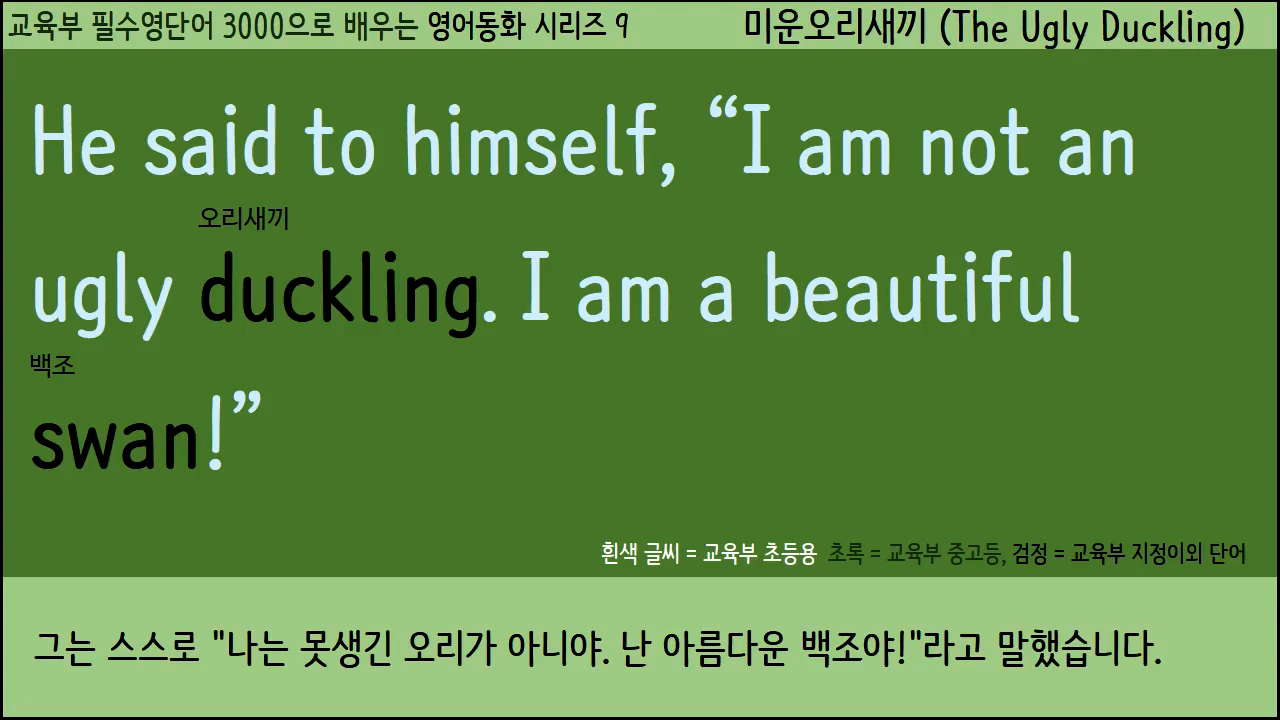 교육부 필수영단어 3000으로 배우는 영어동화 시리즈 9
미운오리새끼 (The Ugly Duckling)
He said to himself, “I am not an
오리새끼
ugly duckling. I am a beautiful
백조
swan!”
흰색 글씨 = 교육부 초등용 초록 = 교육부 중고등, 검정 = 교육부 지정이외 단어
그는 스스로 "나는 못생긴 오리가 아니야. 난 아름다운 백조야!"라고 말했습니다.